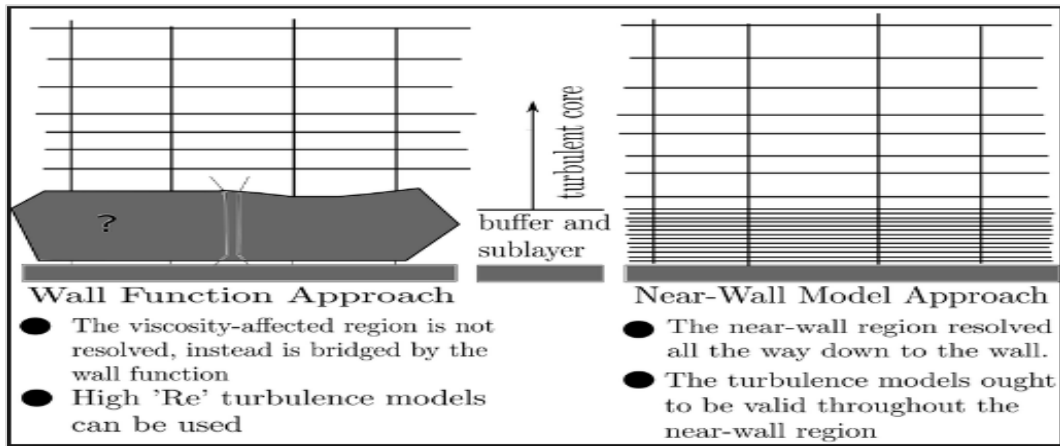 ?
turbulent core
buffer and
sublayer
Wall Function Approach
● The viscosity-affected region is not
resolved, instead is bridged by the
wall function
● High 'Re' turbulence models
can be used
Near-Wall Model Approach
● The near-wall region resolved
all the way down to the wall.
● The turbulence models ought
to be valid throughout the
near-wall region